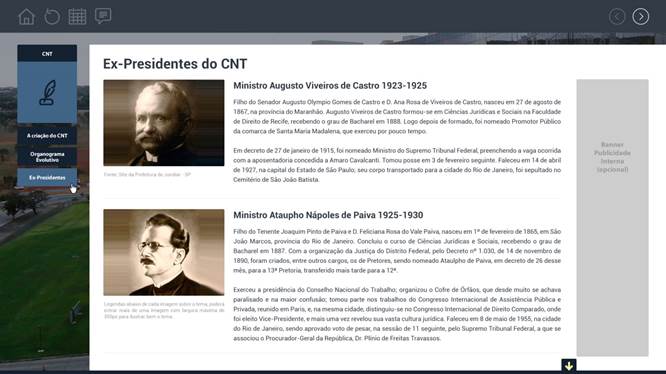 CNT
A criação do CNT
Organograma
Evolutivo
Ex-Presidentes
Ex-Presidentes do CNT
Ministro Augusto Viveiros de Castro 1923-1925
Filho do Senador Augusto Olympio Gomes de Castro e D. Ana Rosa de Viveiros de Castro, nasceu em 27 de agosto de
1867, na província do Maranhão. Augusto Viveiros de Castro formou-se em Ciências Jurídicas e Sociais na Faculdade
de Direito de Recife, recebendo o grau de Bacharel em 1888. Logo depois de formado, foi nomeado Promotor Público
da comarca de Santa Maria Madalena, que exerceu por pouco tempo.
Em decreto de 27 de janeiro de 1915, foi nomeado Ministro do Supremo Tribunal Federal, preenchendo a vaga ocorrida
com a aposentadoria concedida a Amaro Cavalcanti. Tomou posse em 3 de fevereiro seguinte. Faleceu em 14 de abril
de 1927, na capital do Estado de São Paulo; seu corpo transportado para a cidade do Rio de Janeiro, foi sepultado no
Cemitério de São João Batista.
Fonte: Site da Prefeitura de Jundiaí - SP
Ministro Ataupho Nápoles de Paiva 1925-1930
Filho do Tenente Joaquim Pinto de Paiva e D. Feliciana Rosa do Vale Paiva, nasceu em 1º de fevereiro de 1865, em São
João Marcos, província do Rio de Janeiro. Concluiu o curso de Ciências Jurídicas e Sociais, recebendo o grau de
Bacharel em 1887. Com a organização da Justiça do Distrito Federal, pelo Decreto nº 1.030, de 14 de novembro de
1890, foram criados, entre outros cargos, os de Pretores, sendo nomeado Ataulpho de Paiva, em decreto de 26 desse
mês, para a 13ª Pretoria, transferido mais tarde para a 12ª.
Exerceu a presidência do Conselho Nacional do Trabalho; organizou o Cofre de Órfãos, que desde muito se achava
paralisado e na maior confusão; tomou parte nos trabalhos do Congresso Internacional de Assistência Pública e
Privada, reunido em Paris, e, na mesma cidade, distinguiu-se no Congresso Internacional de Direito Comparado, onde
foi eleito Vice-Presidente, e mais uma vez revelou sua vasta cultura jurídica. Faleceu em 8 de maio de 1955, na cidade
do Rio de Janeiro, sendo aprovado voto de pesar, na sessão de 11 seguinte, pelo Supremo Tribunal Federal, a que se
associou o Procurador-Geral da República, Dr. Plínio de Freitas Travassos.
Legendas abaixo de cada imagem sobre o tema, poderá
entrar mais de uma imagem com largura máxima de
350px para ilustrar bem o tema.
Banner
Publicidade
Interna
(opcional)